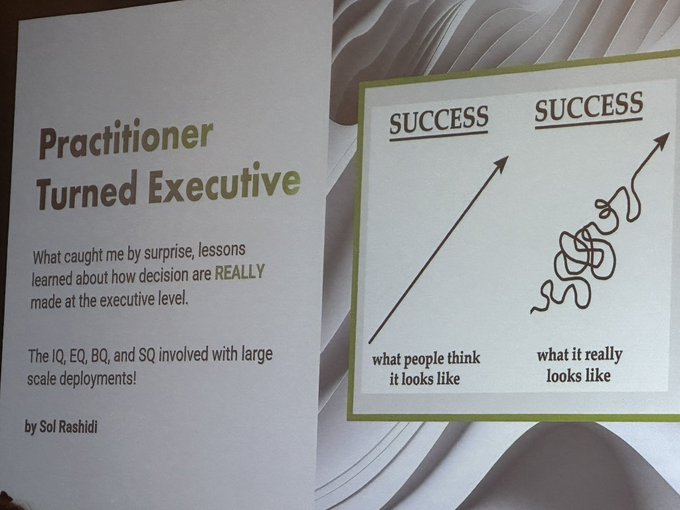 Practitioner
Turned Executive
What caught me by surprise, lessons
learned about how decision are REALLY
made at the executive level.
The IQ, EQ, BQ, and SQ involved with large
scale deployments!
by Sol Rashidi
SUCCESS
what people think
it looks like
SUCCESS
what it really
looks like